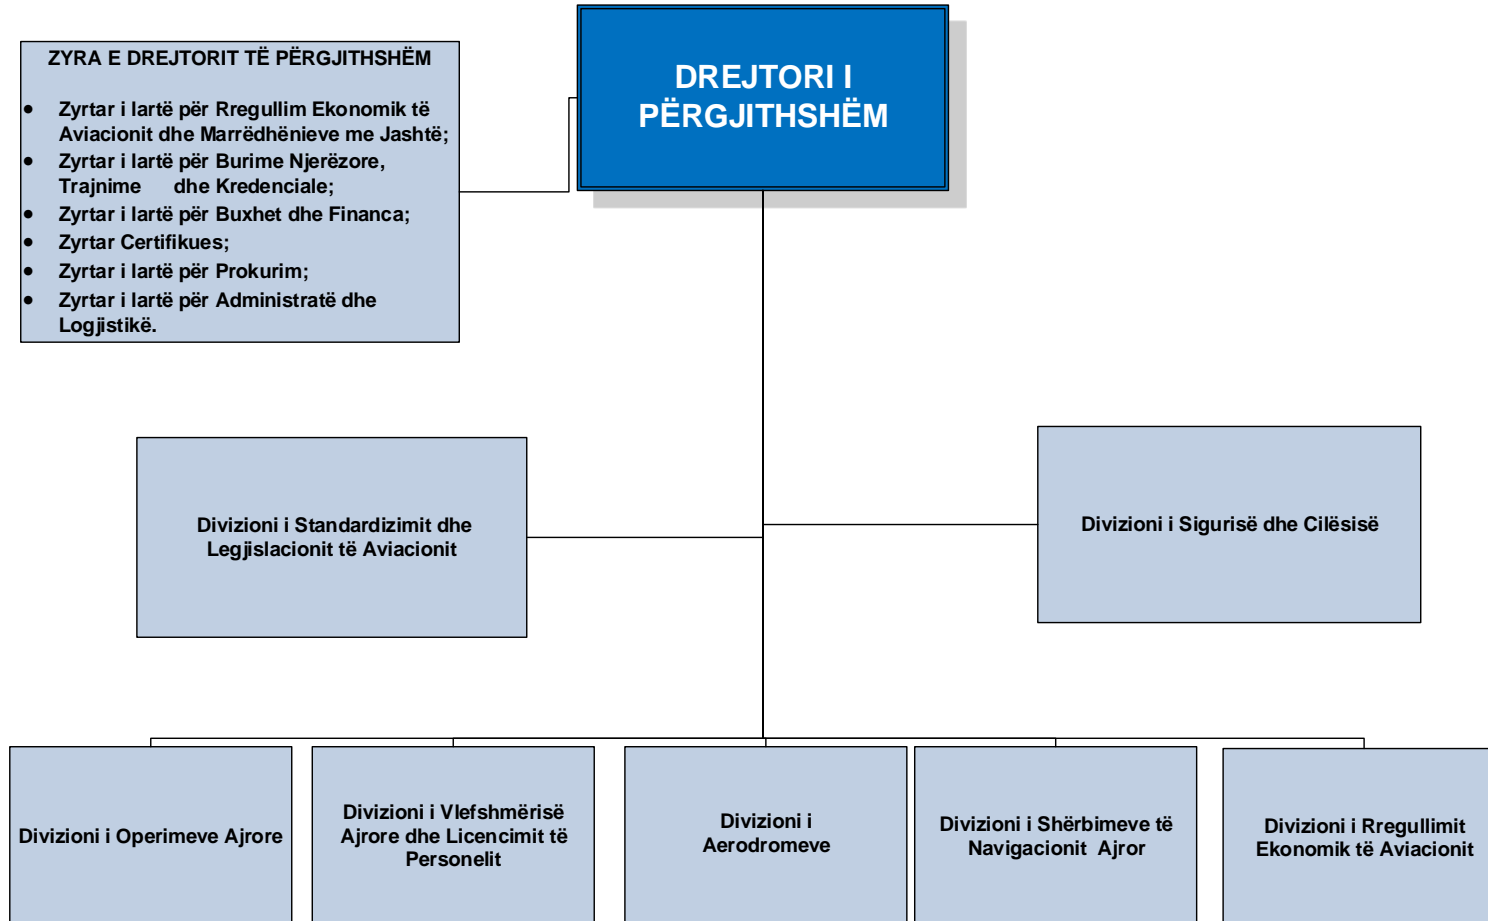 DREJTORI I
PËRGJITHSHËM
ZYRA E DREJTORIT TË PËRGJITHSHËM
• Zyrtar i lartë për Rregullim Ekonomik të
Aviacionit dhe Marrëdhënieve me Jashtë;
• Zyrtar i lartë për Burime Njerëzore,
Trajnime dhe Kredenciale;
• Zyrtar i lartë për Buxhet dhe Financa;
• Zyrtar Certifikues;
• Zyrtar i lartë për Prokurim;
• Zyrtar i lartë për Administratë dhe
Logjistikë.
Divizioni i Standardizimit dhe
Legjislacionit të Aviacionit
Divizioni i Sigurisë dhe Cilësisë
Divizioni i Operimeve Ajrore
Divizioni i Vlefshmërisë
Ajrore dhe Licencimit të
Personelit
Divizioni i
Aerodromeve
Divizioni i Shërbimeve të
Navigacionit Ajror
Divizioni i Rregullimit
Ekonomik të Aviacionit